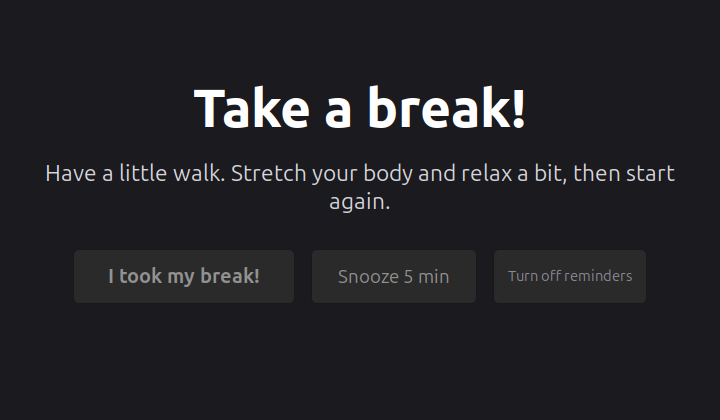 Take a break!
Have a little walk. Stretch your body and relax a bit, then start
again.
I took my break!
Snooze 5 min
Turn off reminders